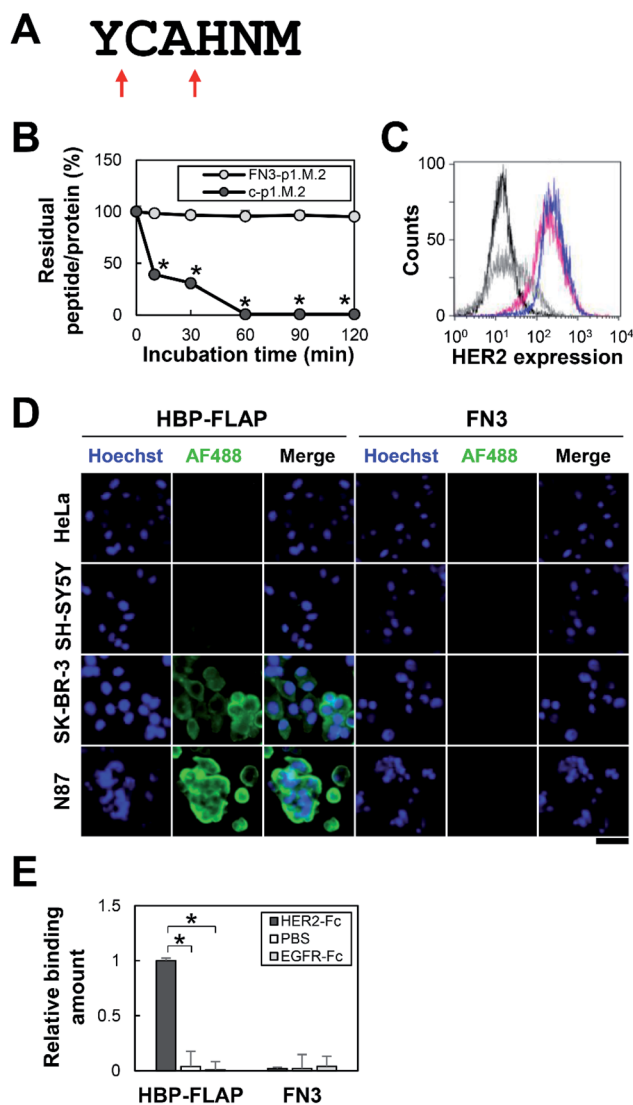 A
YCAHNM
B
Residual
peptide/protein (%)
150
100
50
0
FN3-p1.M.2
c-p1.M.2
*
*
*
*
*
0
30
60
90
120
Incubation time (min)
C
Counts
100
50
0
10⁰
10¹
10²
10³
10⁴
HER2 expression
D
HBP-FLAP
FN3
Hoechst
AF488
Merge
Hoechst
AF488
Merge
HeLa
SH-SY5Y
SK-BR-3
N87
E
Relative binding
amount
1.5
1
0.5
0
*
*
HER2-Fc
PBS
EGFR-Fc
HBP-FLAP
FN3